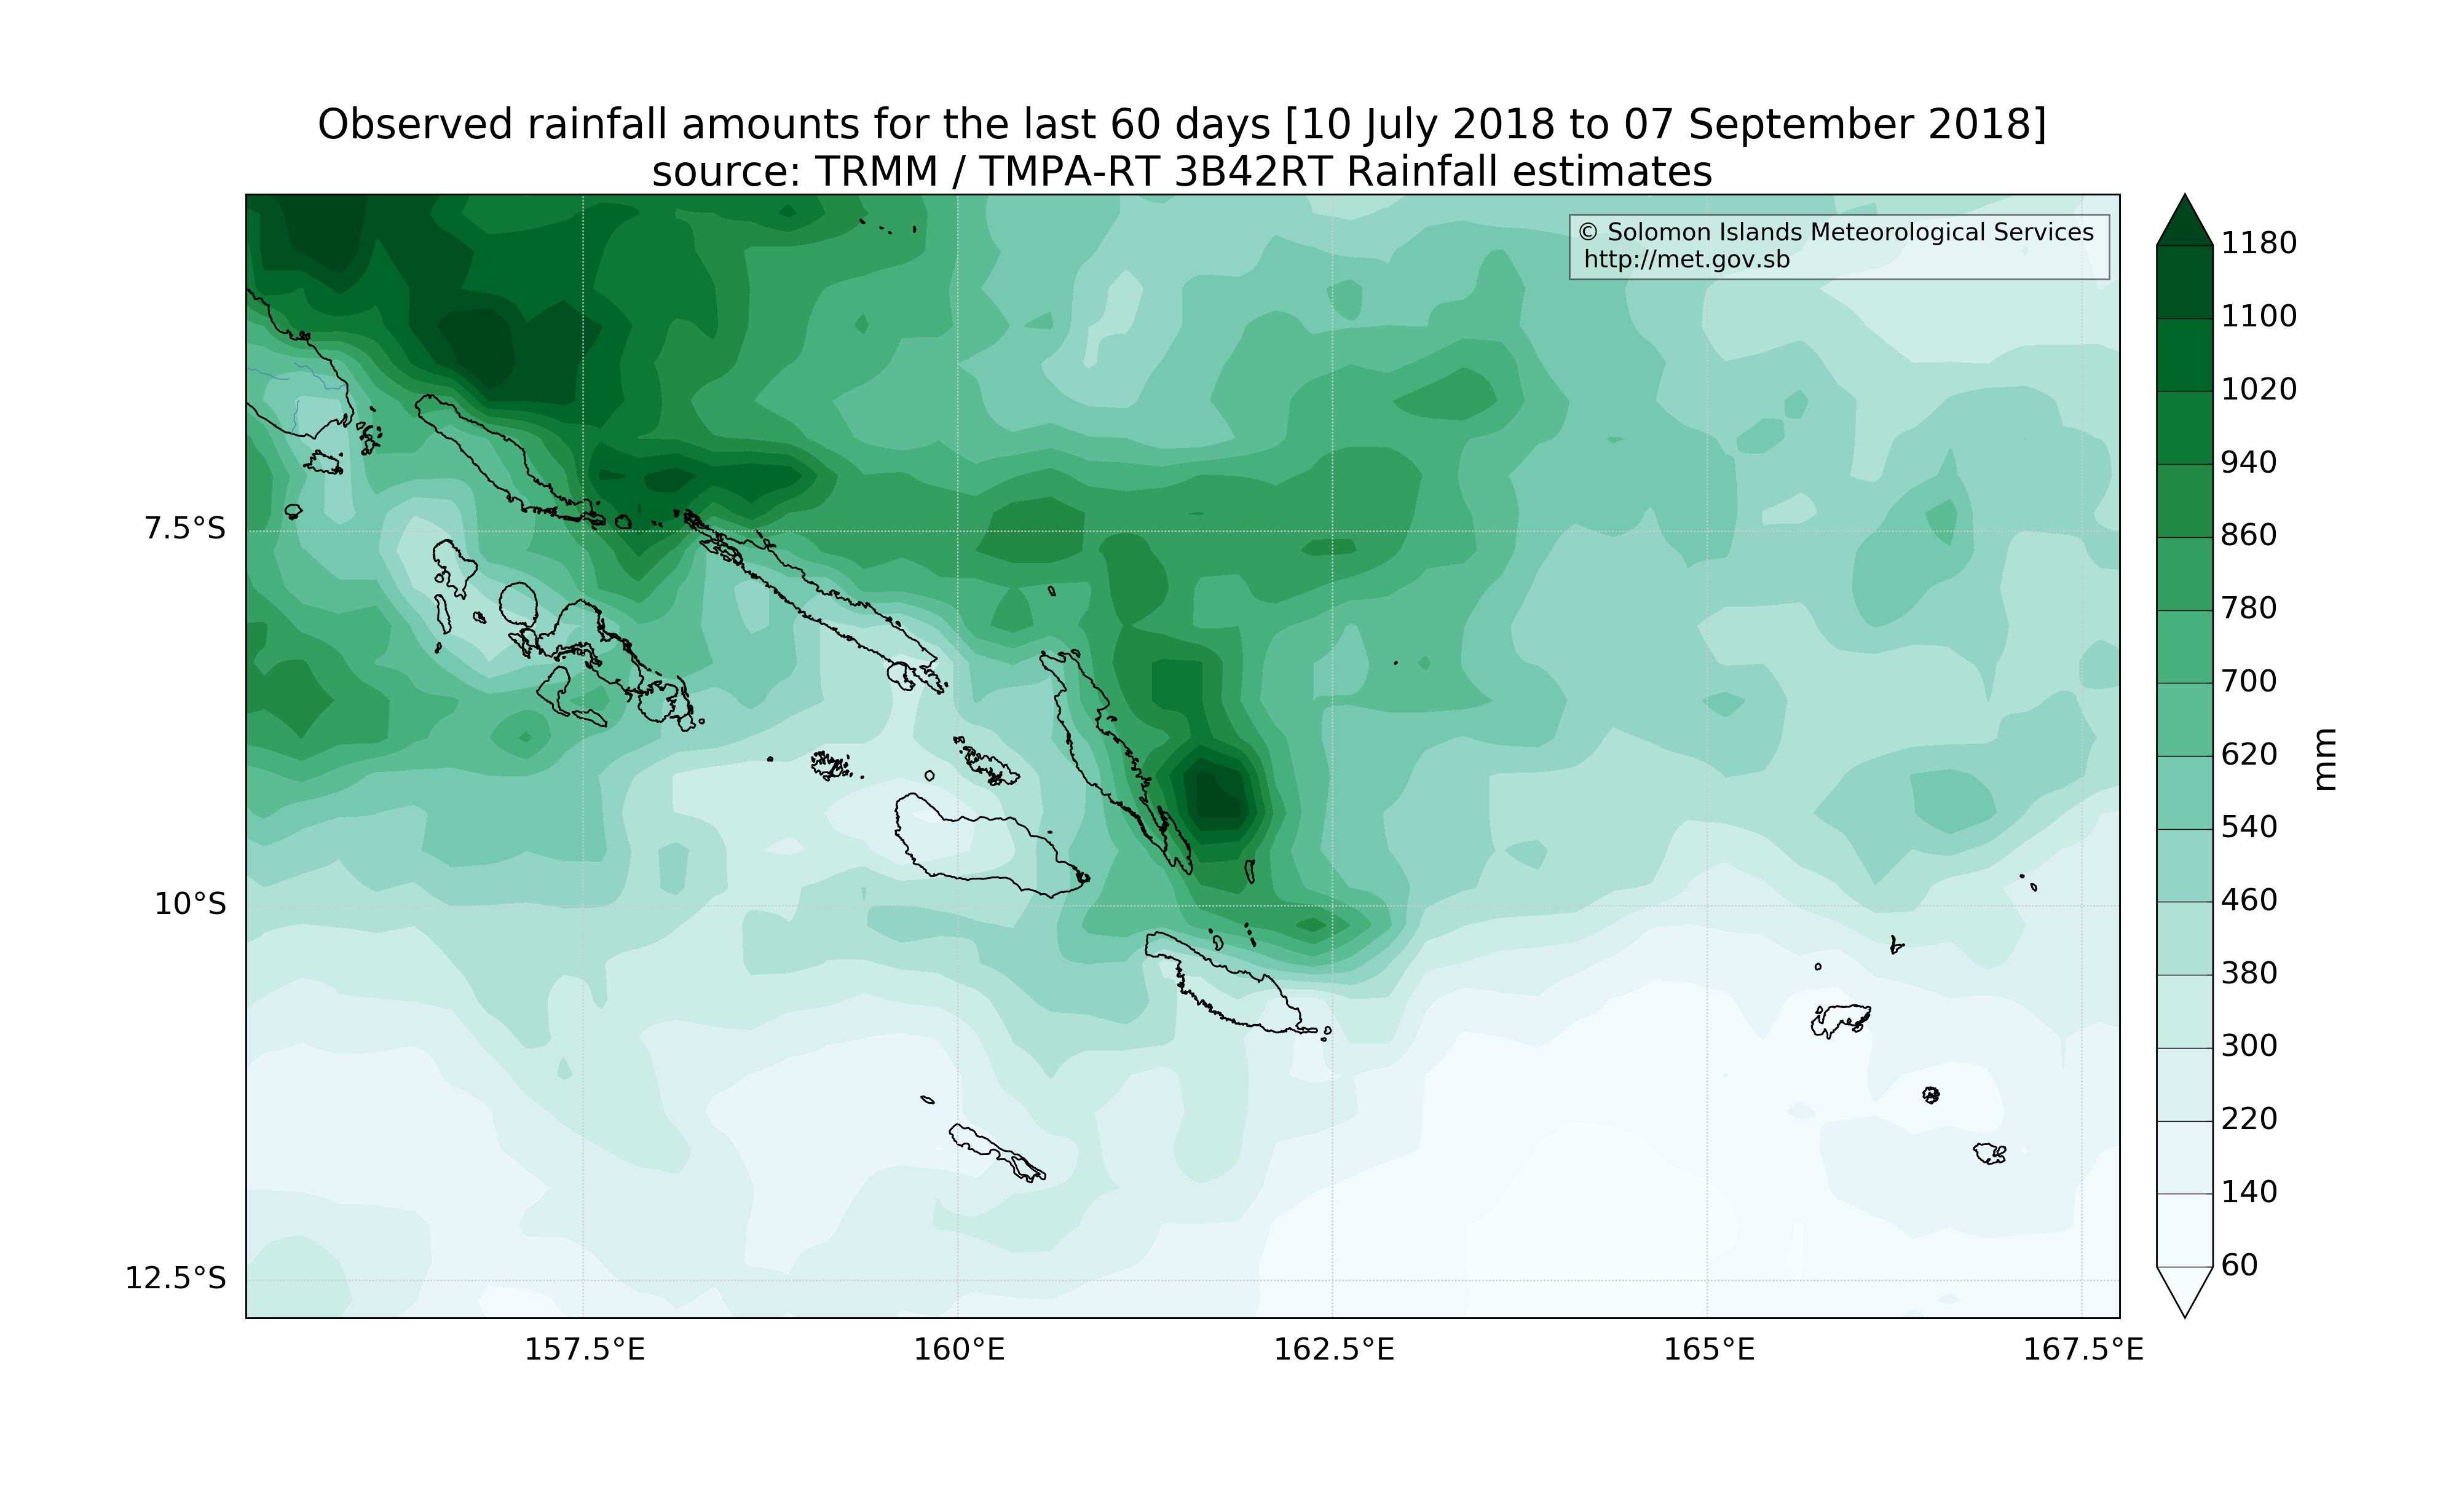 Observed rainfall amounts for the last 60 days [10 July 2018 to 07 September 2018]
source: TRMM / TMPA-RT 3B42RT Rainfall estimates
© Solomon Islands Meteorological Services
http://met.gov.sb
7.5°S
10°S
12.5°S
157.5°E
160°E
162.5°E
165°E
167.5°E
1180
1100
1020
940
860
780
700
620
540
460
380
300
220
140
60
mm